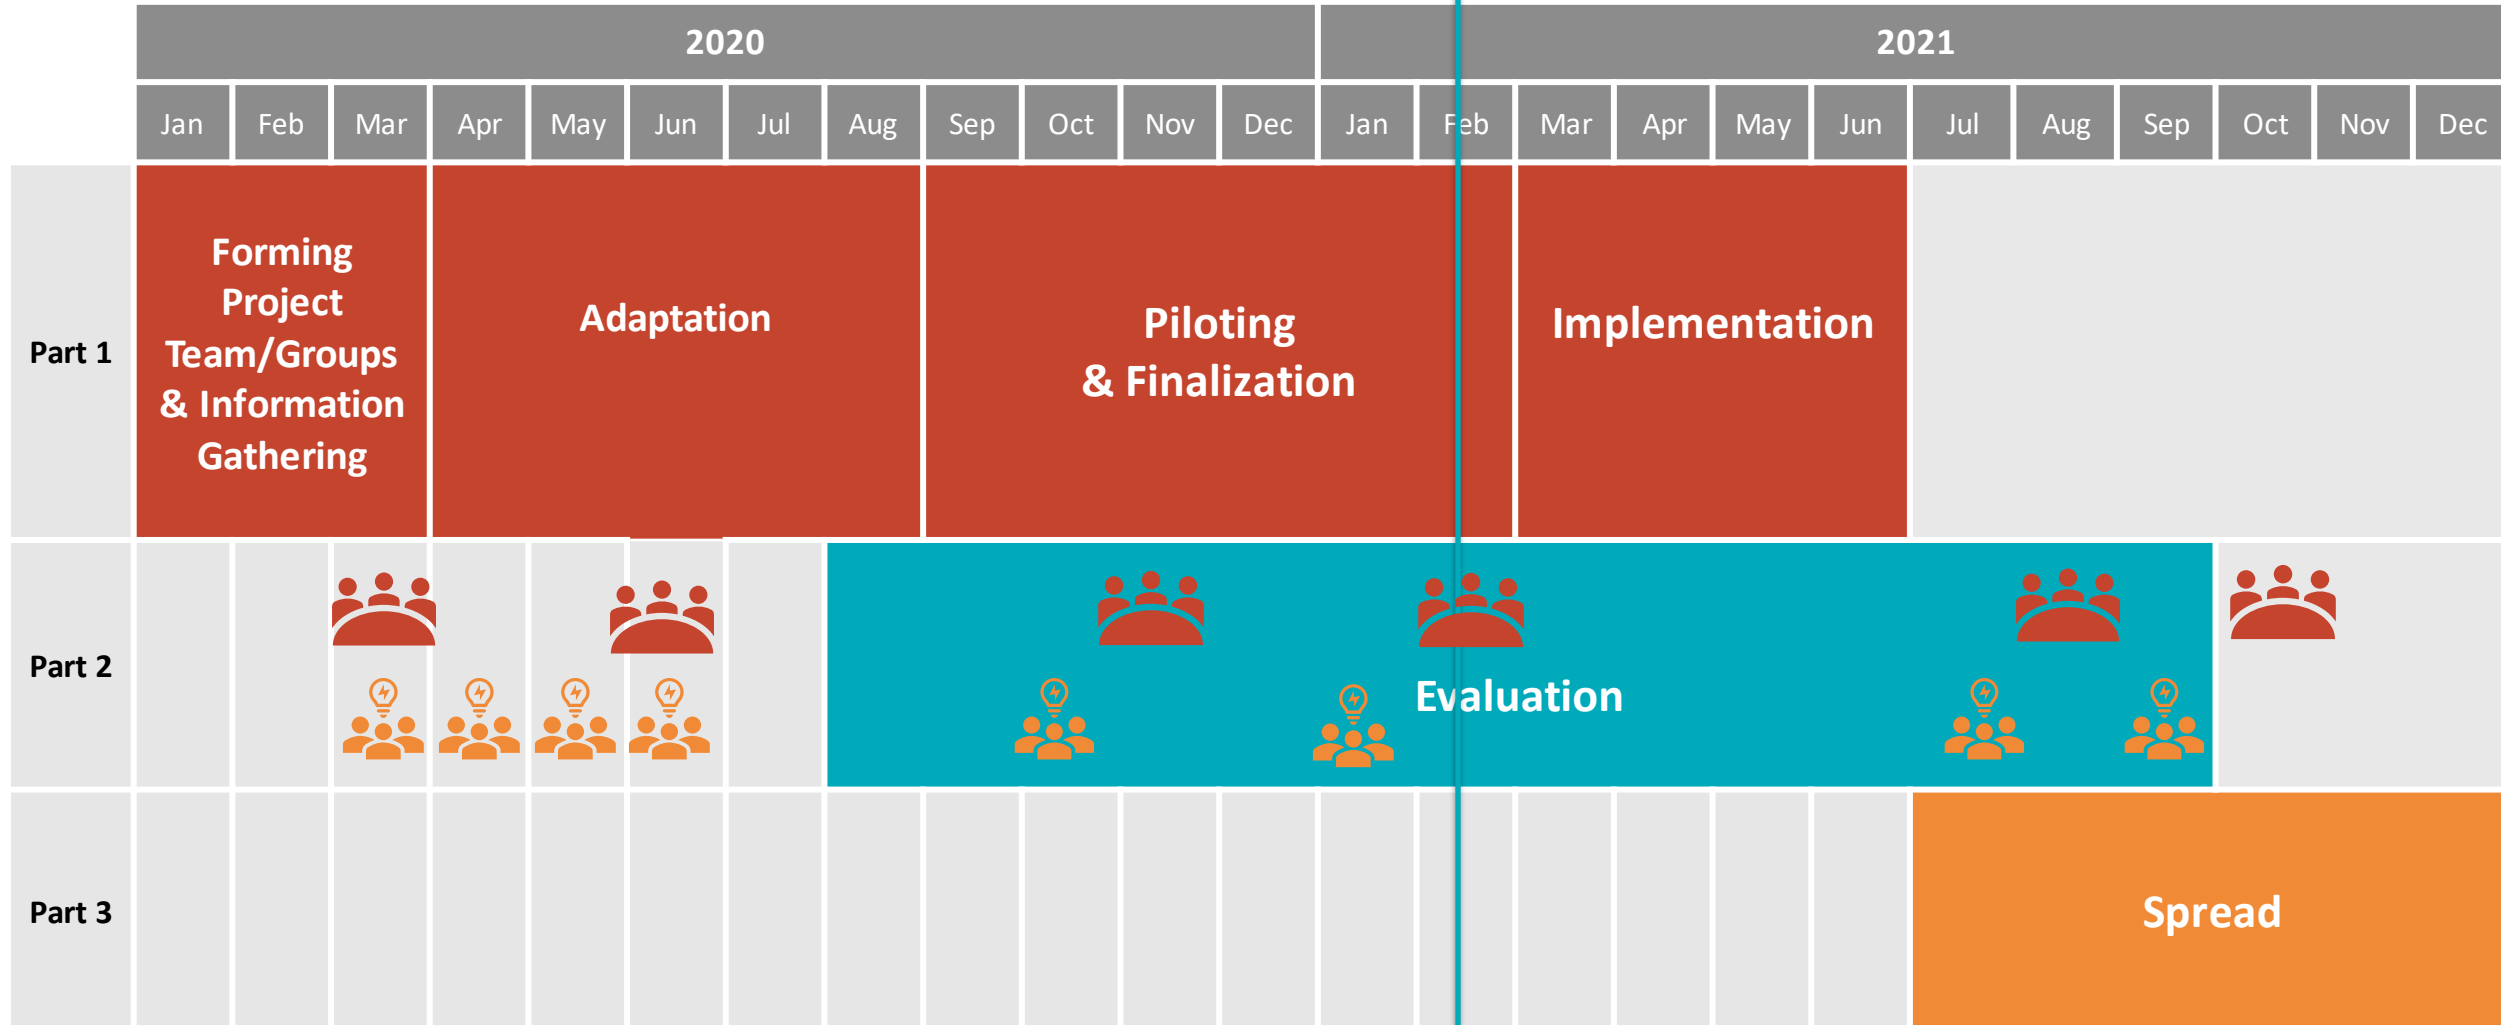 2020
2021
Jan
Feb
Mar
Apr
May
Jun
Jul
Aug
Sep
Oct
Nov
Dec
Jan
Feb
Mar
Apr
May
Jun
Jul
Aug
Sep
Oct
Nov
Dec
Part 1
Forming
Project
Team/Groups
& Information
Gathering
Adaptation
Piloting
& Finalization
Implementation
Part 2
Evaluation
Part 3
Spread